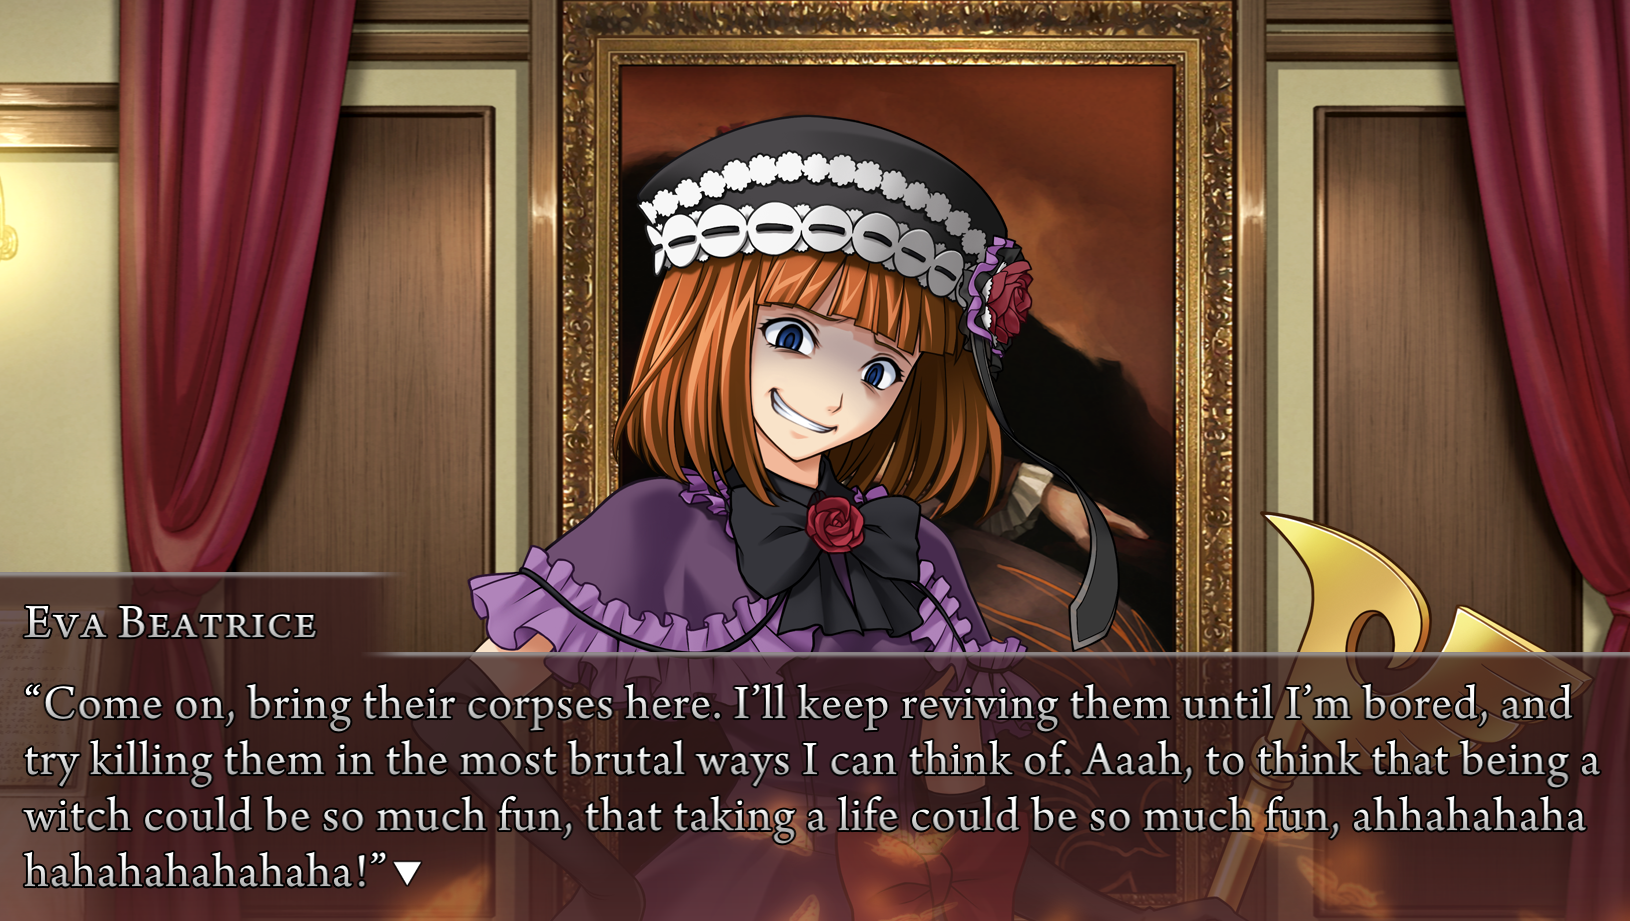 Eva Beatrice
“Come on, bring their corpses here. I’ll keep reviving them until I’m bored, and
try killing them in the most brutal ways I can think of. Aaah, to think that being a
witch could be so much fun, that taking a life could be so much fun, ahhahahaha
hahahahahahaha!”▼